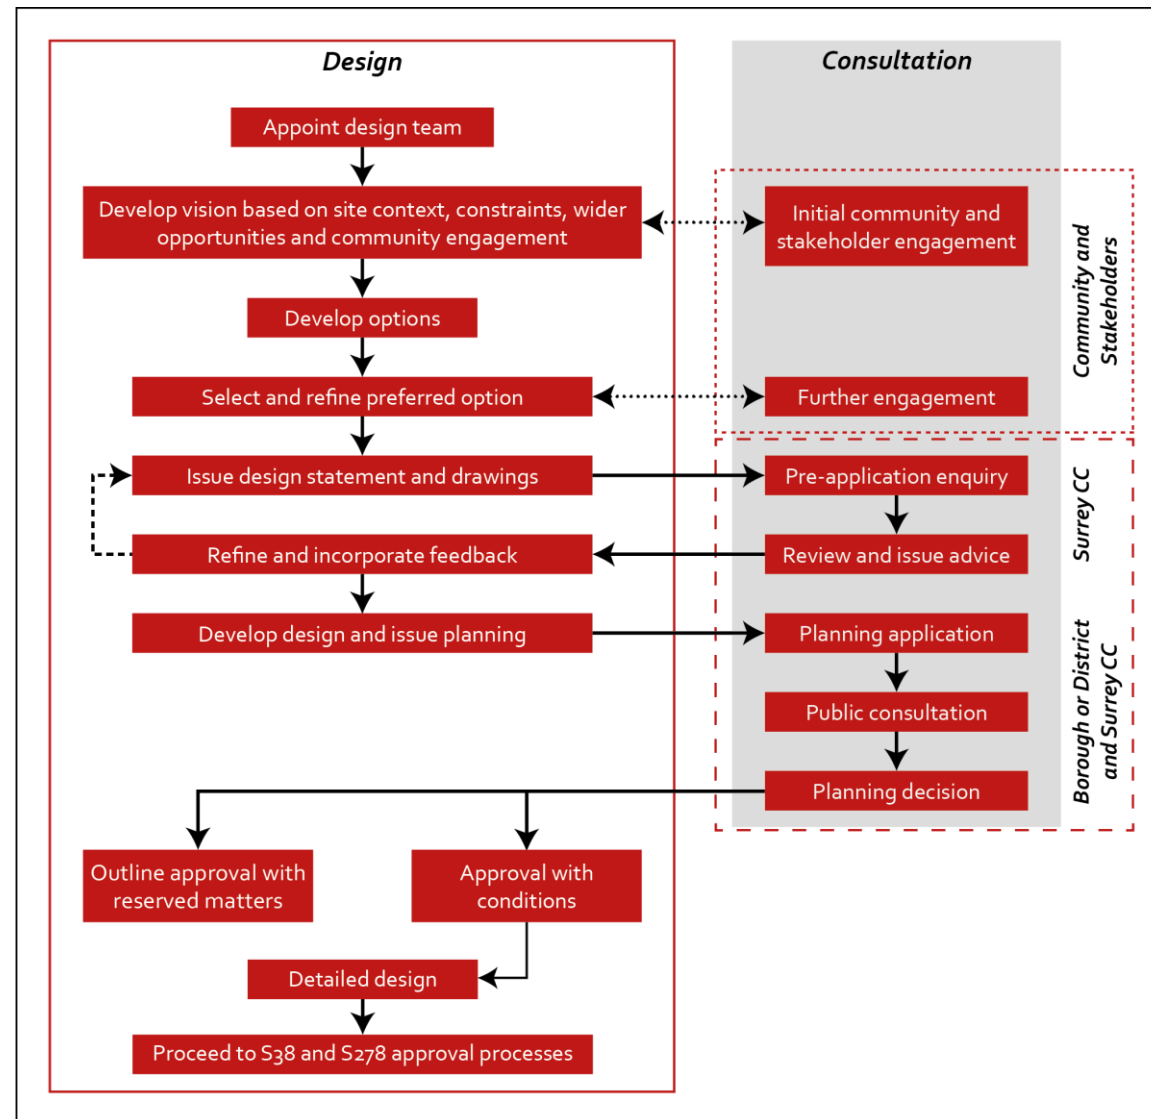 Design
Consultation
Appoint design team
Develop vision based on site context, constraints, wider
opportunities and community engagement
Initial community and
stakeholder engagement
Community and
Stakeholders
Develop options
Select and refine preferred option
Further engagement
Issue design statement and drawings
Pre-application enquiry
Surrey CC
Refine and incorporate feedback
Review and issue advice
Develop design and issue planning
Planning application
Public consultation
Borough or District
and Surrey CC
Planning decision
Outline approval with
reserved matters
Approval with
conditions
Detailed design
Proceed to S38 and S278 approval processes